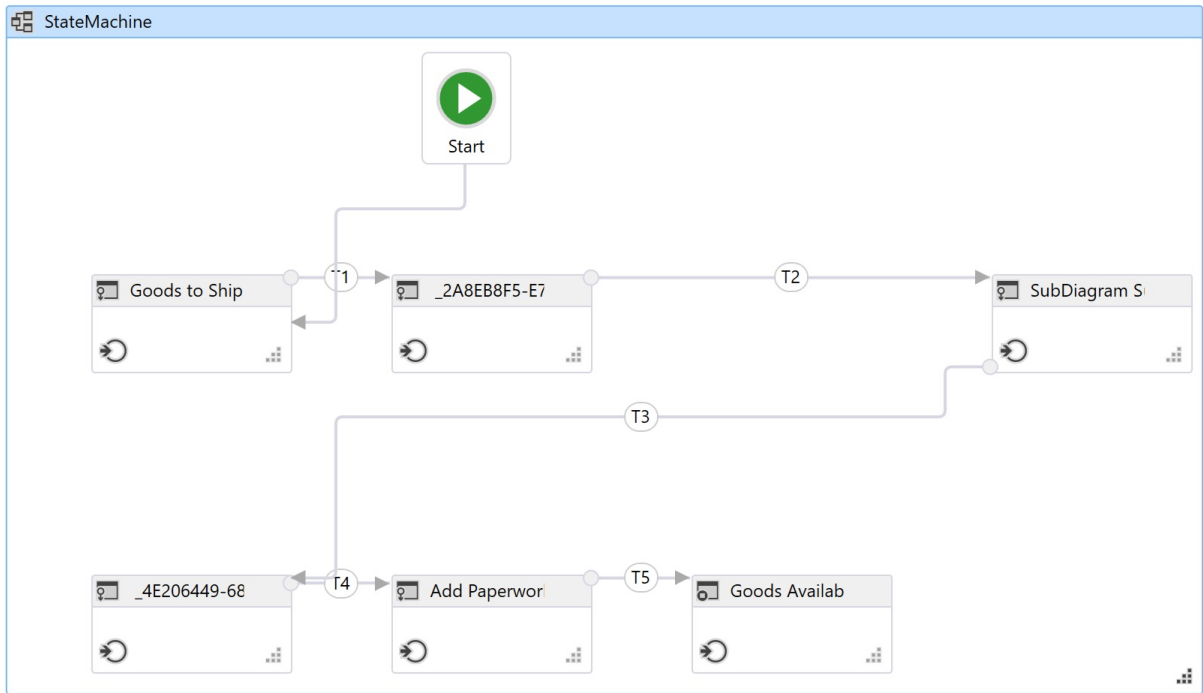 StateMachine
Start
T1
Goods to Ship
_2A8EB8F5-E7
T2
SubDiagram S
T3
_4E206449-68
T4
Add Paperwor
T5
Goods Availab